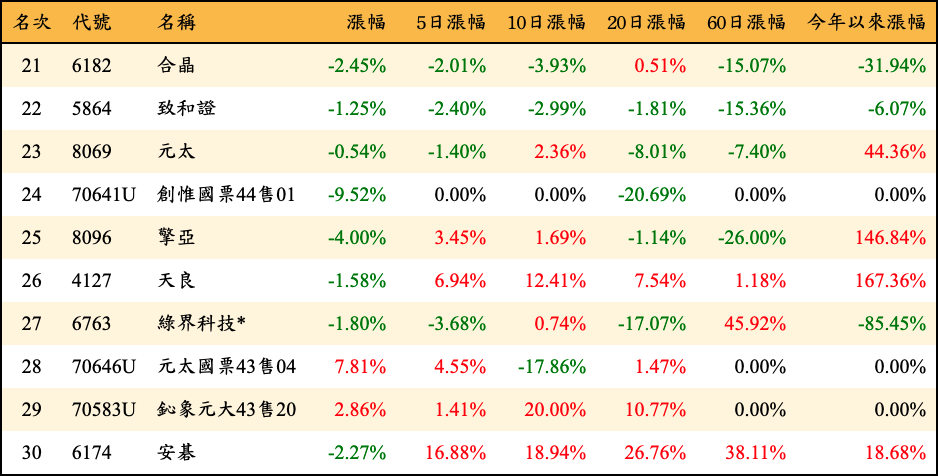 名次 代號 名稱 漲幅 5日漲幅 10日漲幅 20日漲幅 60日漲幅 今年以來漲幅
21 6182 合晶 -2.45% -2.01% -3.93% 0.51% -15.07% -31.94%
22 5864 致和證 -1.25% -2.40% -2.99% -1.81% -15.36% -6.07%
23 8069 元太 -0.54% -1.40% 2.36% -8.01% -7.40% 44.36%
24 70641U 創惟國票44售01 -9.52% 0.00% 0.00% -20.69% 0.00% 0.00%
25 8096 擎亞 -4.00% 3.45% 1.69% -1.14% -26.00% 146.84%
26 4127 天良 -1.58% 6.94% 12.41% 7.54% 1.18% 167.36%
27 6763 綠界科技* -1.80% -3.68% 0.74% -17.07% 45.92% -85.45%
28 70646U 元太國票43售04 7.81% 4.55% -17.86% 1.47% 0.00% 0.00%
29 70583U 鈊象元大43售20 2.86% 1.41% 20.00% 10.77% 0.00% 0.00%
30 6174 安碁 -2.27% 16.88% 18.94% 26.76% 38.11% 18.68%